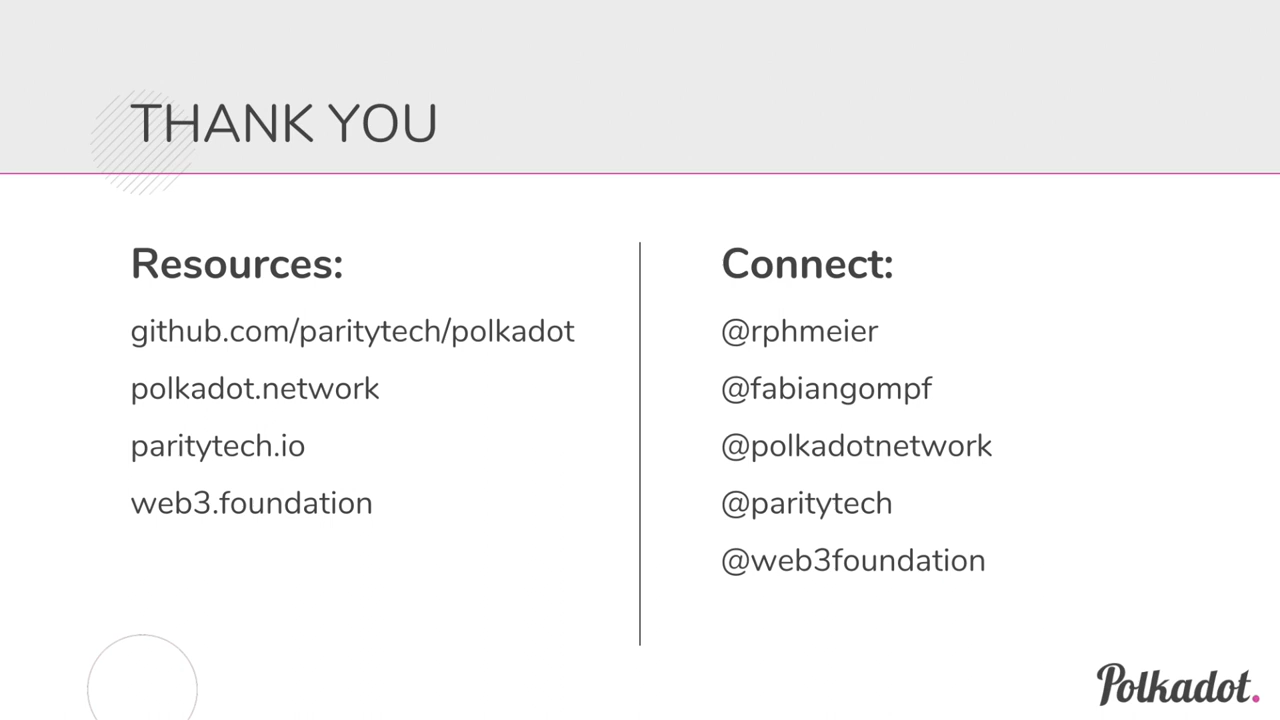 THANK YOU
Resources:
github.com/paritytech/polkadot
polkadot.network
paritytech.io
web3.foundation
Connect:
@rphmeier
@fabiangompf
@polkadotnetwork
@paritytech
@web3foundation
Polkadot.